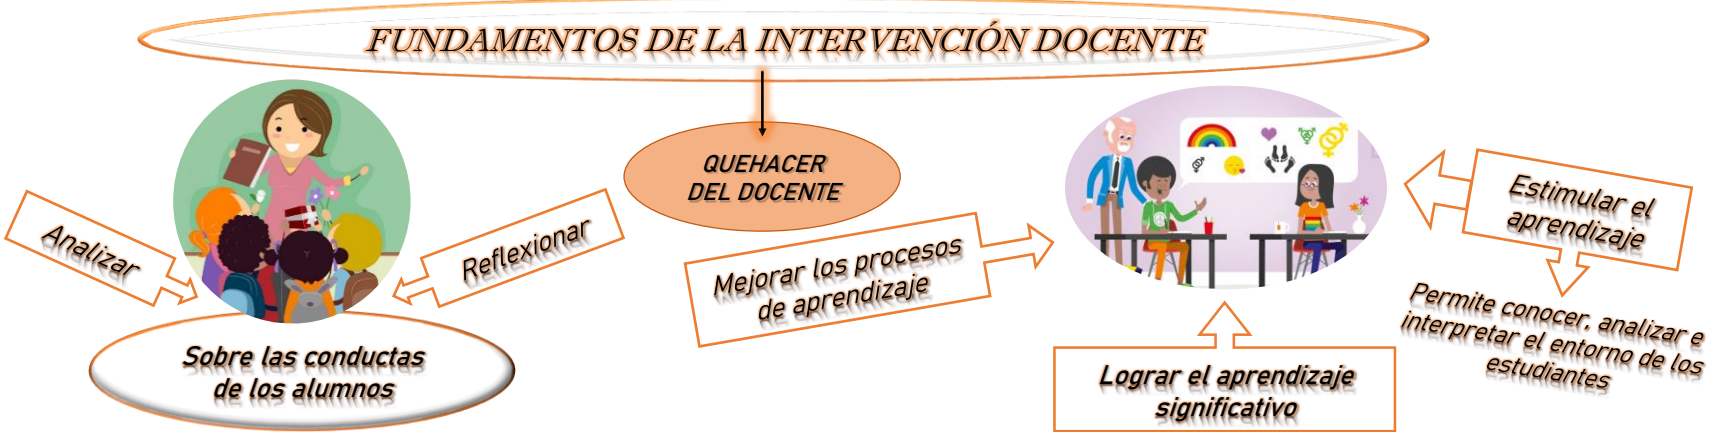 FUNDAMENTOS DE LA INTERVENCIÓN DOCENTE
QUEHACER
DEL DOCENTE
Analizar
Reflexionar
Sobre las conductas
de los alumnos
Mejorar los procesos
de aprendizaje
Lograr el aprendizaje
significativo
Estimular el
aprendizaje
Permite conocer, analizar e
interpretar el entorno de los
estudiantes